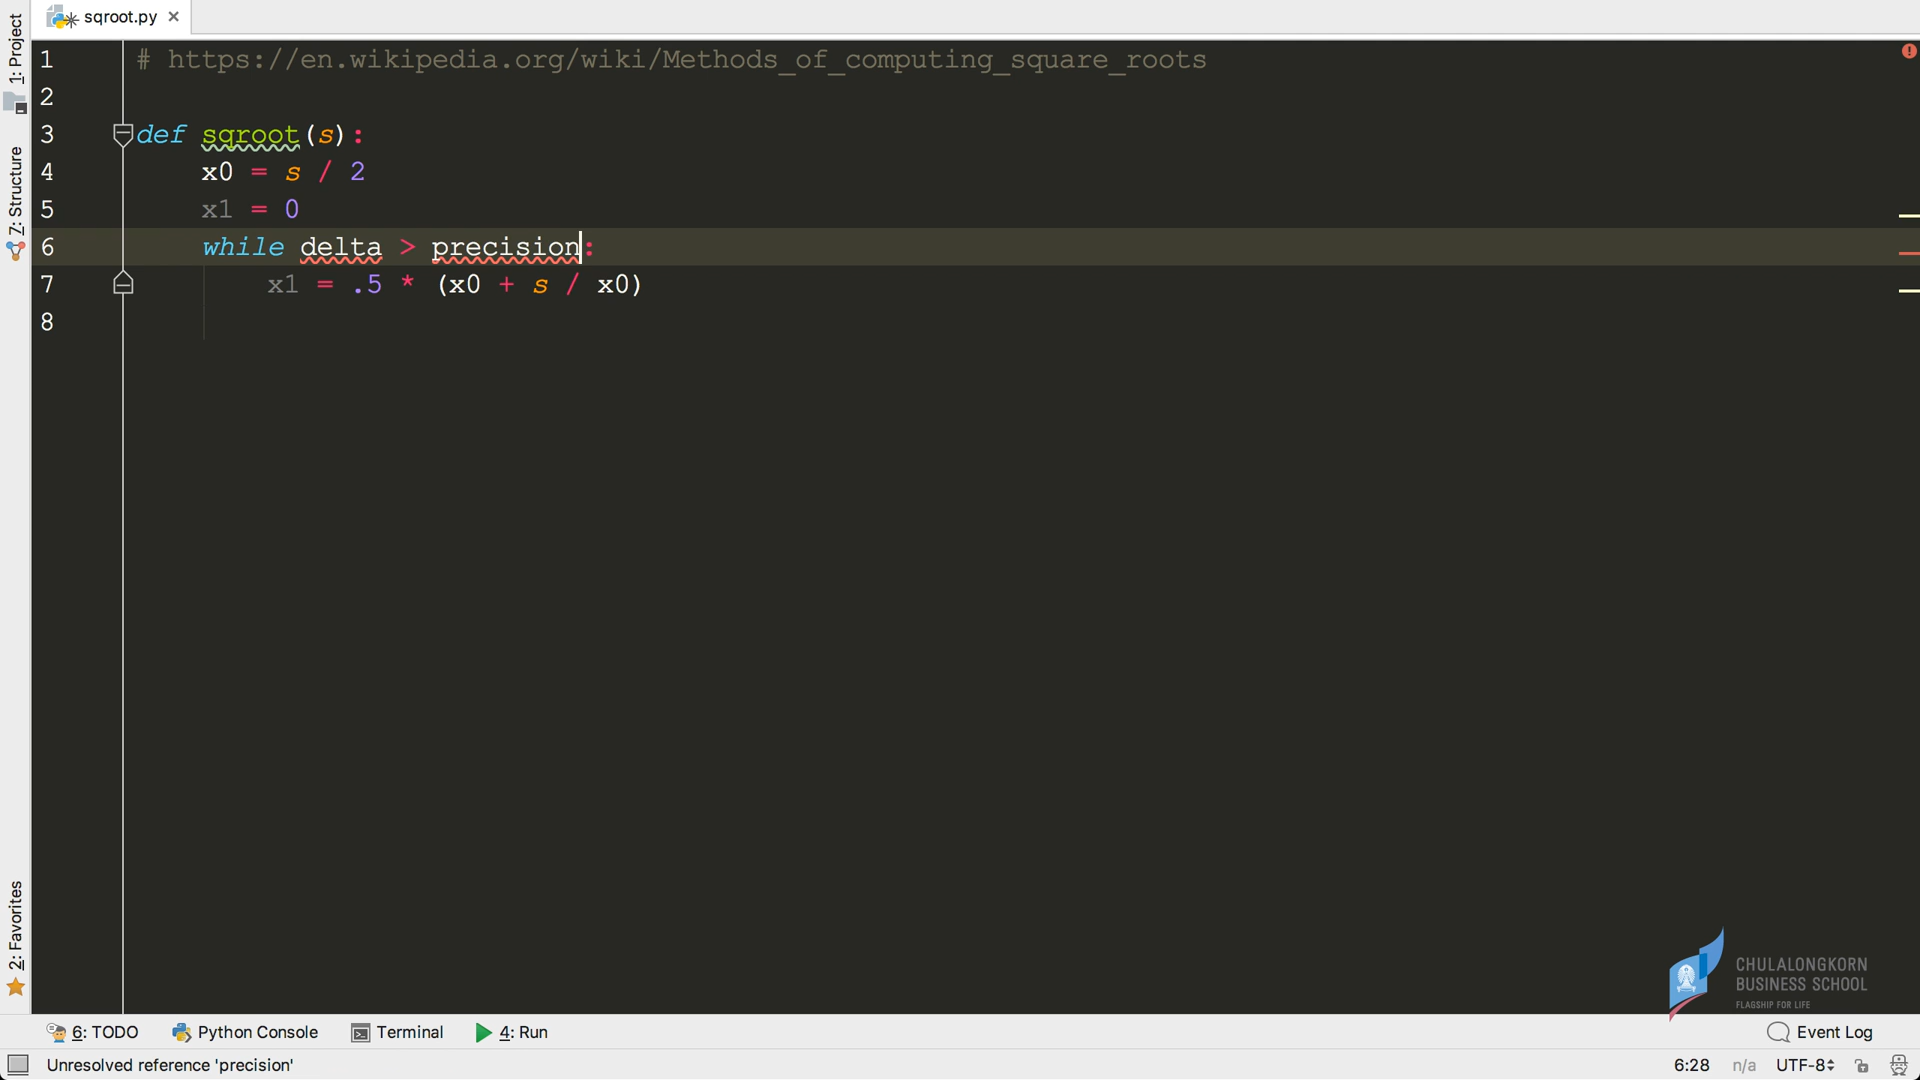 sqroot.py
1: Project
Z: Structure
2: Favorites
1 # https://en.wikipedia.org/wiki/Methods_of_computing_square_roots
2
3 def sqroot(s):
4     x0 = s / 2
5     x1 = 0
6     while delta > precision:
7         x1 = .5 * (x0 + s / x0)
8
CHULALONGKORN
BUSINESS SCHOOL
FLAGSHIP FOR LIFE
6: TODO Python Console Terminal 4: Run Event Log
Unresolved reference 'precision' 6:28 n/a UTF-8